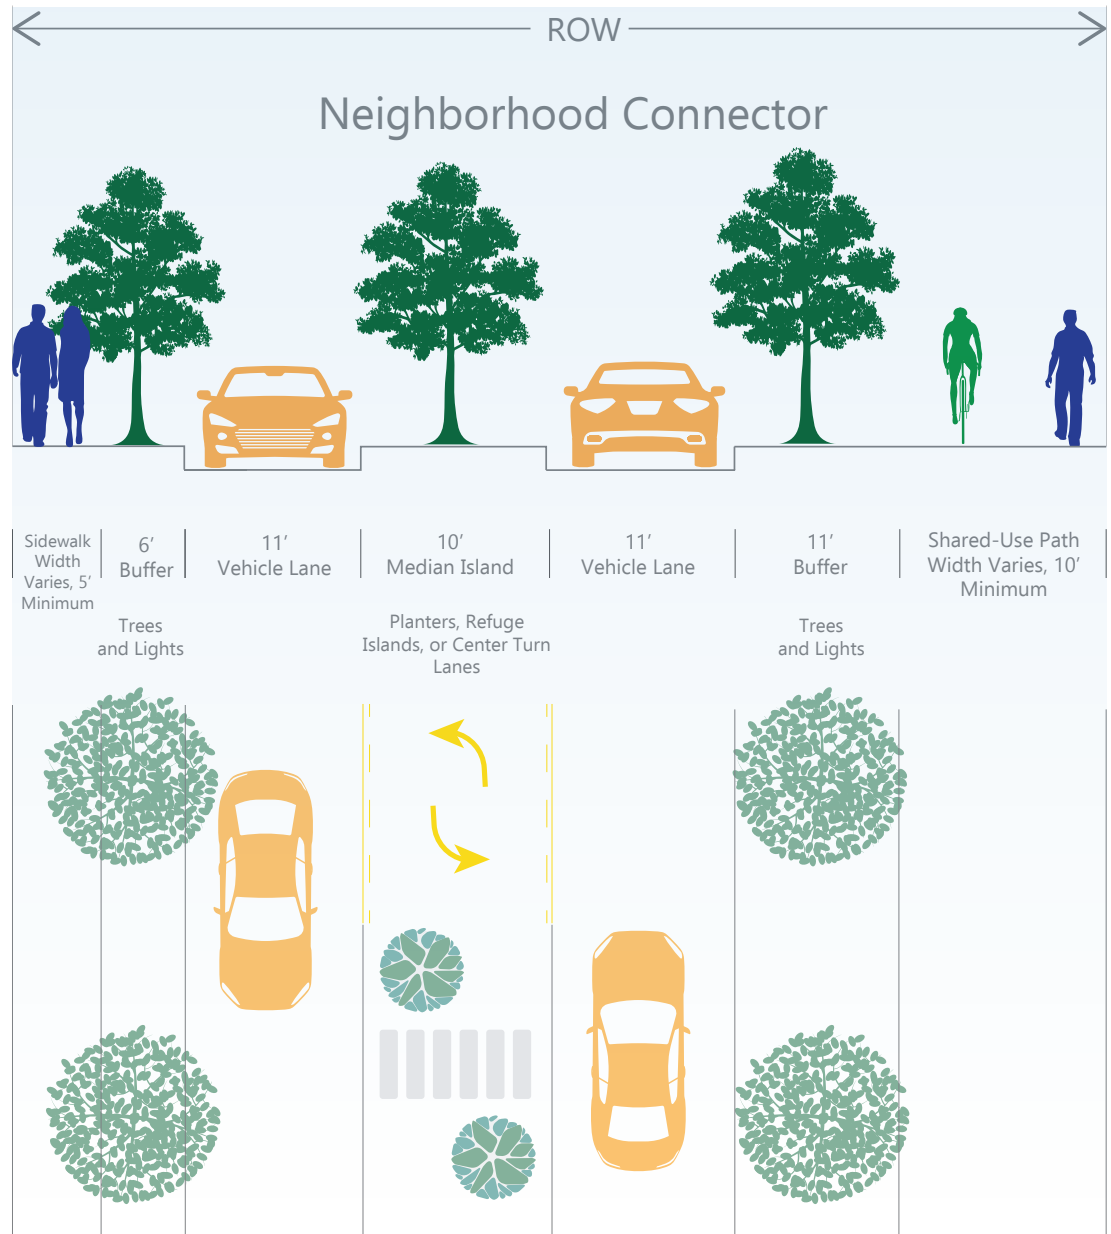 ROW
Neighborhood Connector
Sidewalk
Width
Varies, 5′
Minimum
6′
Buffer
11′
Vehicle Lane
10′
Median Island
11′
Vehicle Lane
11′
Buffer
Shared-Use Path
Width Varies, 10′
Minimum
Trees
and Lights
Planters, Refuge
Islands, or Center Turn
Lanes
Trees
and Lights